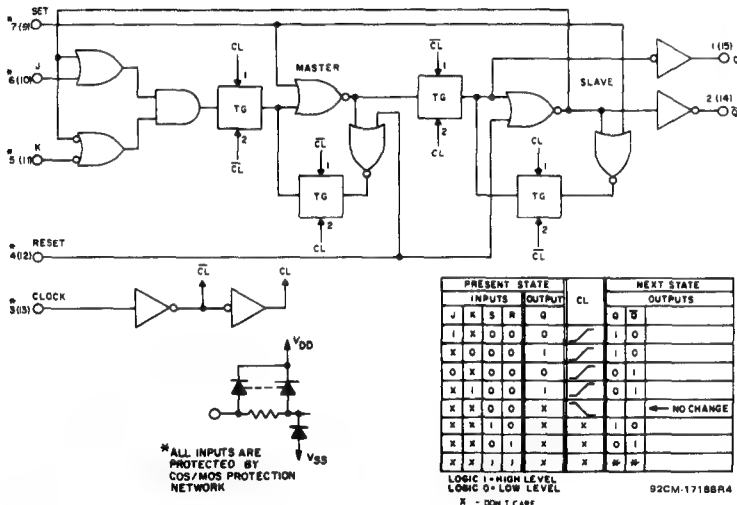 * SET
7(9)
J
* 6(10)
K
* 5(11)
* RESET
4(12)
* CLOCK
3(13)
CL
1
TG
2
C̅L̅
MASTER
C̅L̅
1
TG
2
CL
C̅L̅
1
TG
2
CL
SLAVE
CL
1
TG
2
C̅L̅
1(15)
Q
2(14)
Q̅
C̅L̅
CL
VDD
VSS
*ALL INPUTS ARE
PROTECTED BY
COS/MOS PROTECTION
NETWORK
PRESENT STATE CL NEXT STATE
INPUTS OUTPUT OUTPUTS
J K S R Q Q Q̅
1 X 0 0 0 1 0
X 0 0 0 1 1 0
0 X 0 0 0 0 1
X 1 0 0 1 0 1
X X 0 0 X ← NO CHANGE
X X 1 0 X X 1 0
X X 0 1 X X 0 1
X X 1 1 X X * *
LOGIC 1 = HIGH LEVEL
LOGIC 0 = LOW LEVEL
X - DON'T CARE
92CM-17188R4